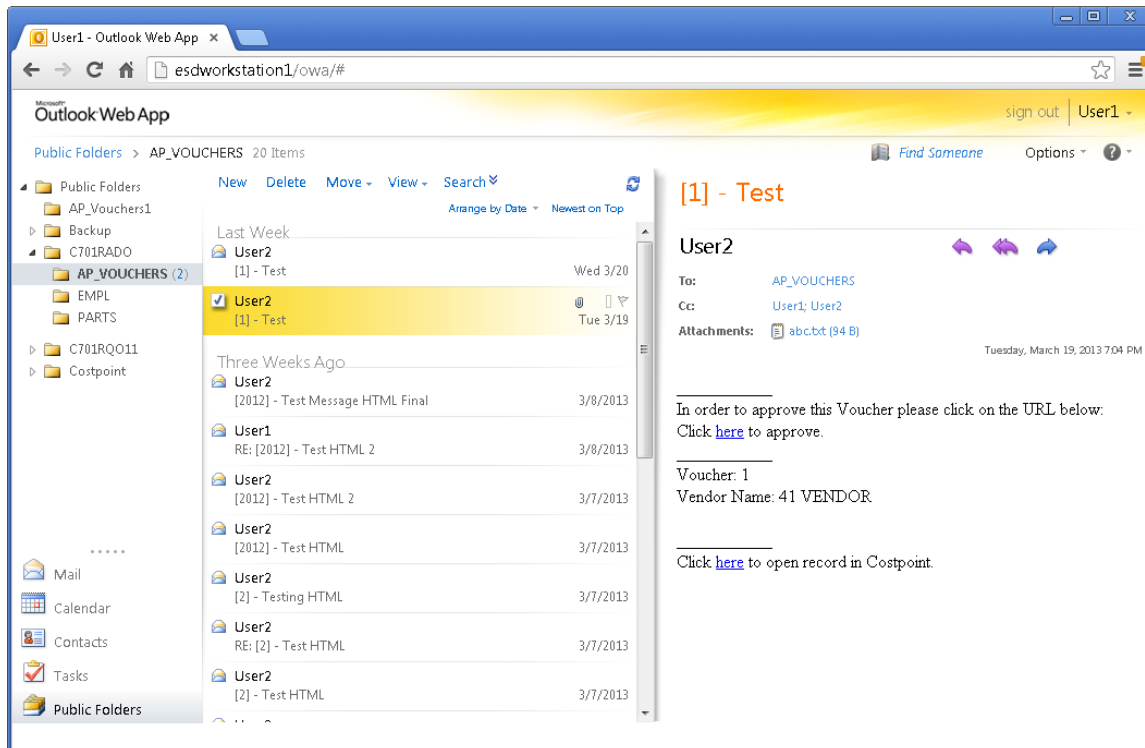 User1 - Outlook Web App
esdworkstation1/owa/#
Microsoft®
Outlook Web App
sign out User1
Public Folders > AP_VOUCHERS 20 Items
Find Someone Options
Public Folders
AP_Vouchers1
Backup
C701RADO
AP_VOUCHERS (2)
EMPL
PARTS
C701RQO11
Costpoint
Mail
Calendar
Contacts
Tasks
Public Folders
New Delete Move View Search
Arrange by Date Newest on Top
Last Week
User2
[1] - Test Wed 3/20
User2
[1] - Test Tue 3/19
Three Weeks Ago
User2
[2012] - Test Message HTML Final 3/8/2013
User1
RE: [2012] - Test HTML 2 3/8/2013
User2
[2012] - Test HTML 2 3/7/2013
User2
[2012] - Test HTML 3/7/2013
User2
[2] - Testing HTML 3/7/2013
User2
RE: [2] - Test HTML 3/7/2013
User2
[2] - Test HTML 3/7/2013
[1] - Test
User2
To: AP_VOUCHERS
Cc: User1; User2
Attachments: abc.txt (94 B)
Tuesday, March 19, 2013 7:04 PM
In order to approve this Voucher please click on the URL below:
Click here to approve.
Voucher: 1
Vendor Name: 41 VENDOR
Click here to open record in Costpoint.